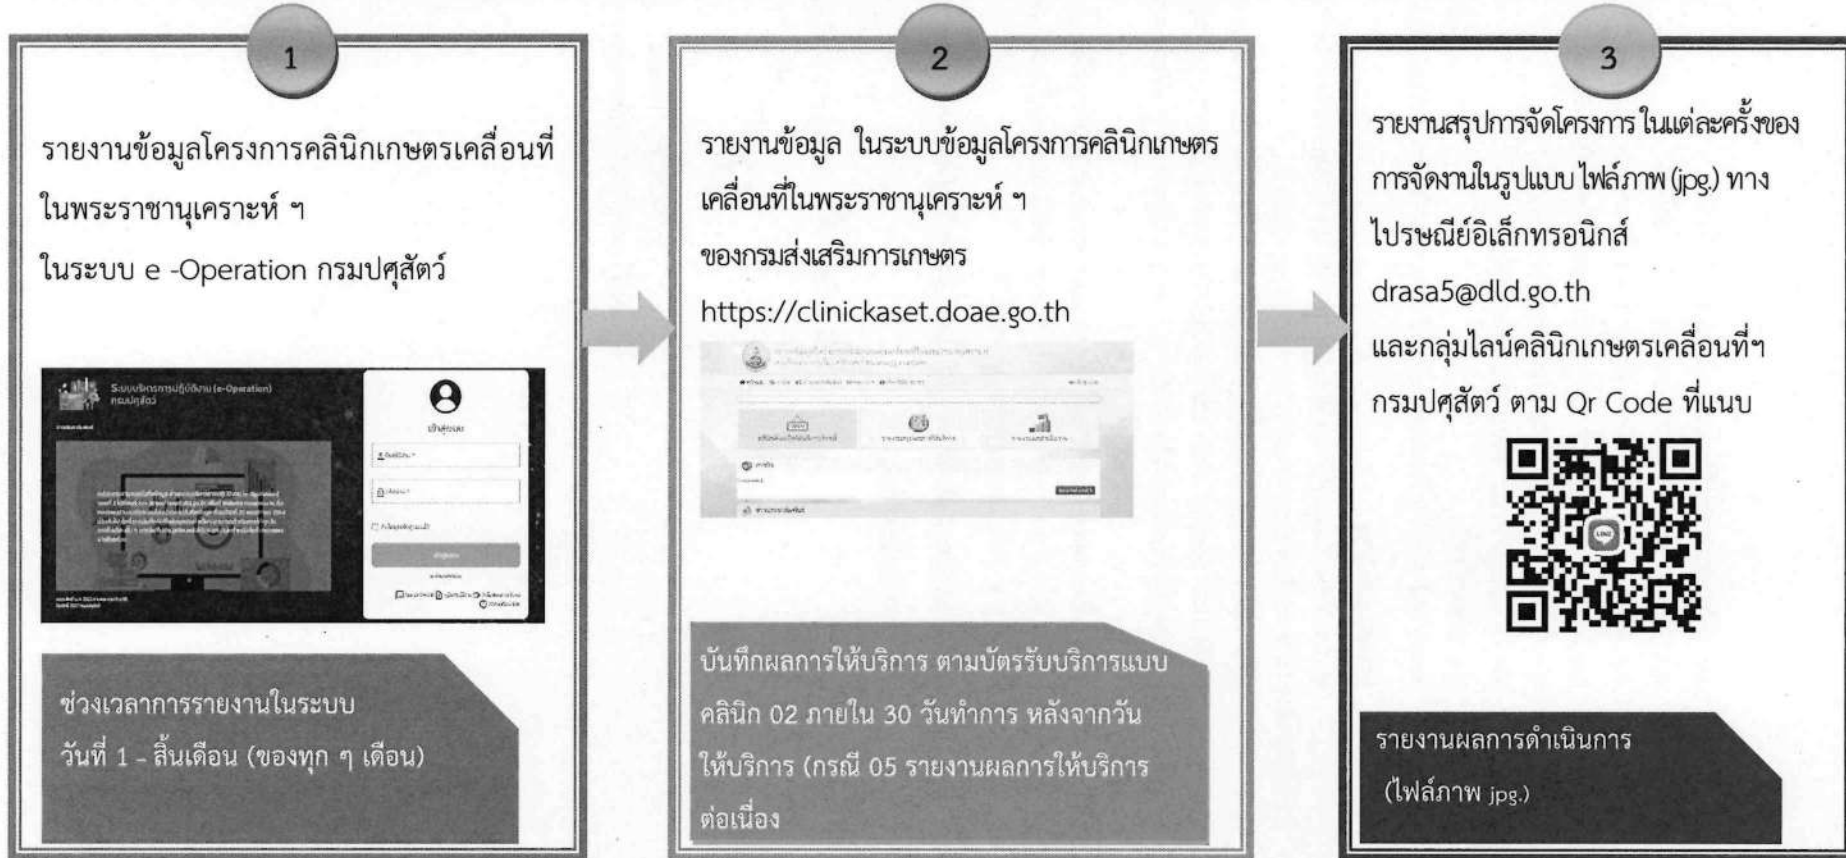 1
รายงานข้อมูลโครงการคลินิกเกษตรเคลื่อนที่
ในพระราชานุเคราะห์ ฯ
ในระบบ e -Operation กรมปศุสัตว์
ระบบบริหารการปฏิบัติงาน (e-Operation)
กรมปศุสัตว์
เข้าสู่ระบบ
เข้าสู่ระบบ
ช่วงเวลาการรายงานในระบบ
วันที่ 1 - สิ้นเดือน (ของทุก ๆ เดือน)
2
รายงานข้อมูล ในระบบข้อมูลโครงการคลินิกเกษตร
เคลื่อนที่ในพระราชานุเคราะห์ ฯ
ของกรมส่งเสริมการเกษตร
https://clinickaset.doae.go.th
บันทึกผลการให้บริการ ตามบัตรรับบริการแบบ
คลินิก 02 ภายใน 30 วันทำการ หลังจากวัน
ให้บริการ (กรณี 05 รายงานผลการให้บริการ
ต่อเนื่อง
3
รายงานสรุปการจัดโครงการ ในแต่ละครั้งของ
การจัดงานในรูปแบบ ไฟล์ภาพ (jpg.) ทาง
ไปรษณีย์อิเล็กทรอนิกส์
drasa5@dld.go.th
และกลุ่มไลน์คลินิกเกษตรเคลื่อนที่ฯ
กรมปศุสัตว์ ตาม Qr Code ที่แนบ
LINE
รายงานผลการดำเนินการ
(ไฟล์ภาพ jpg.)